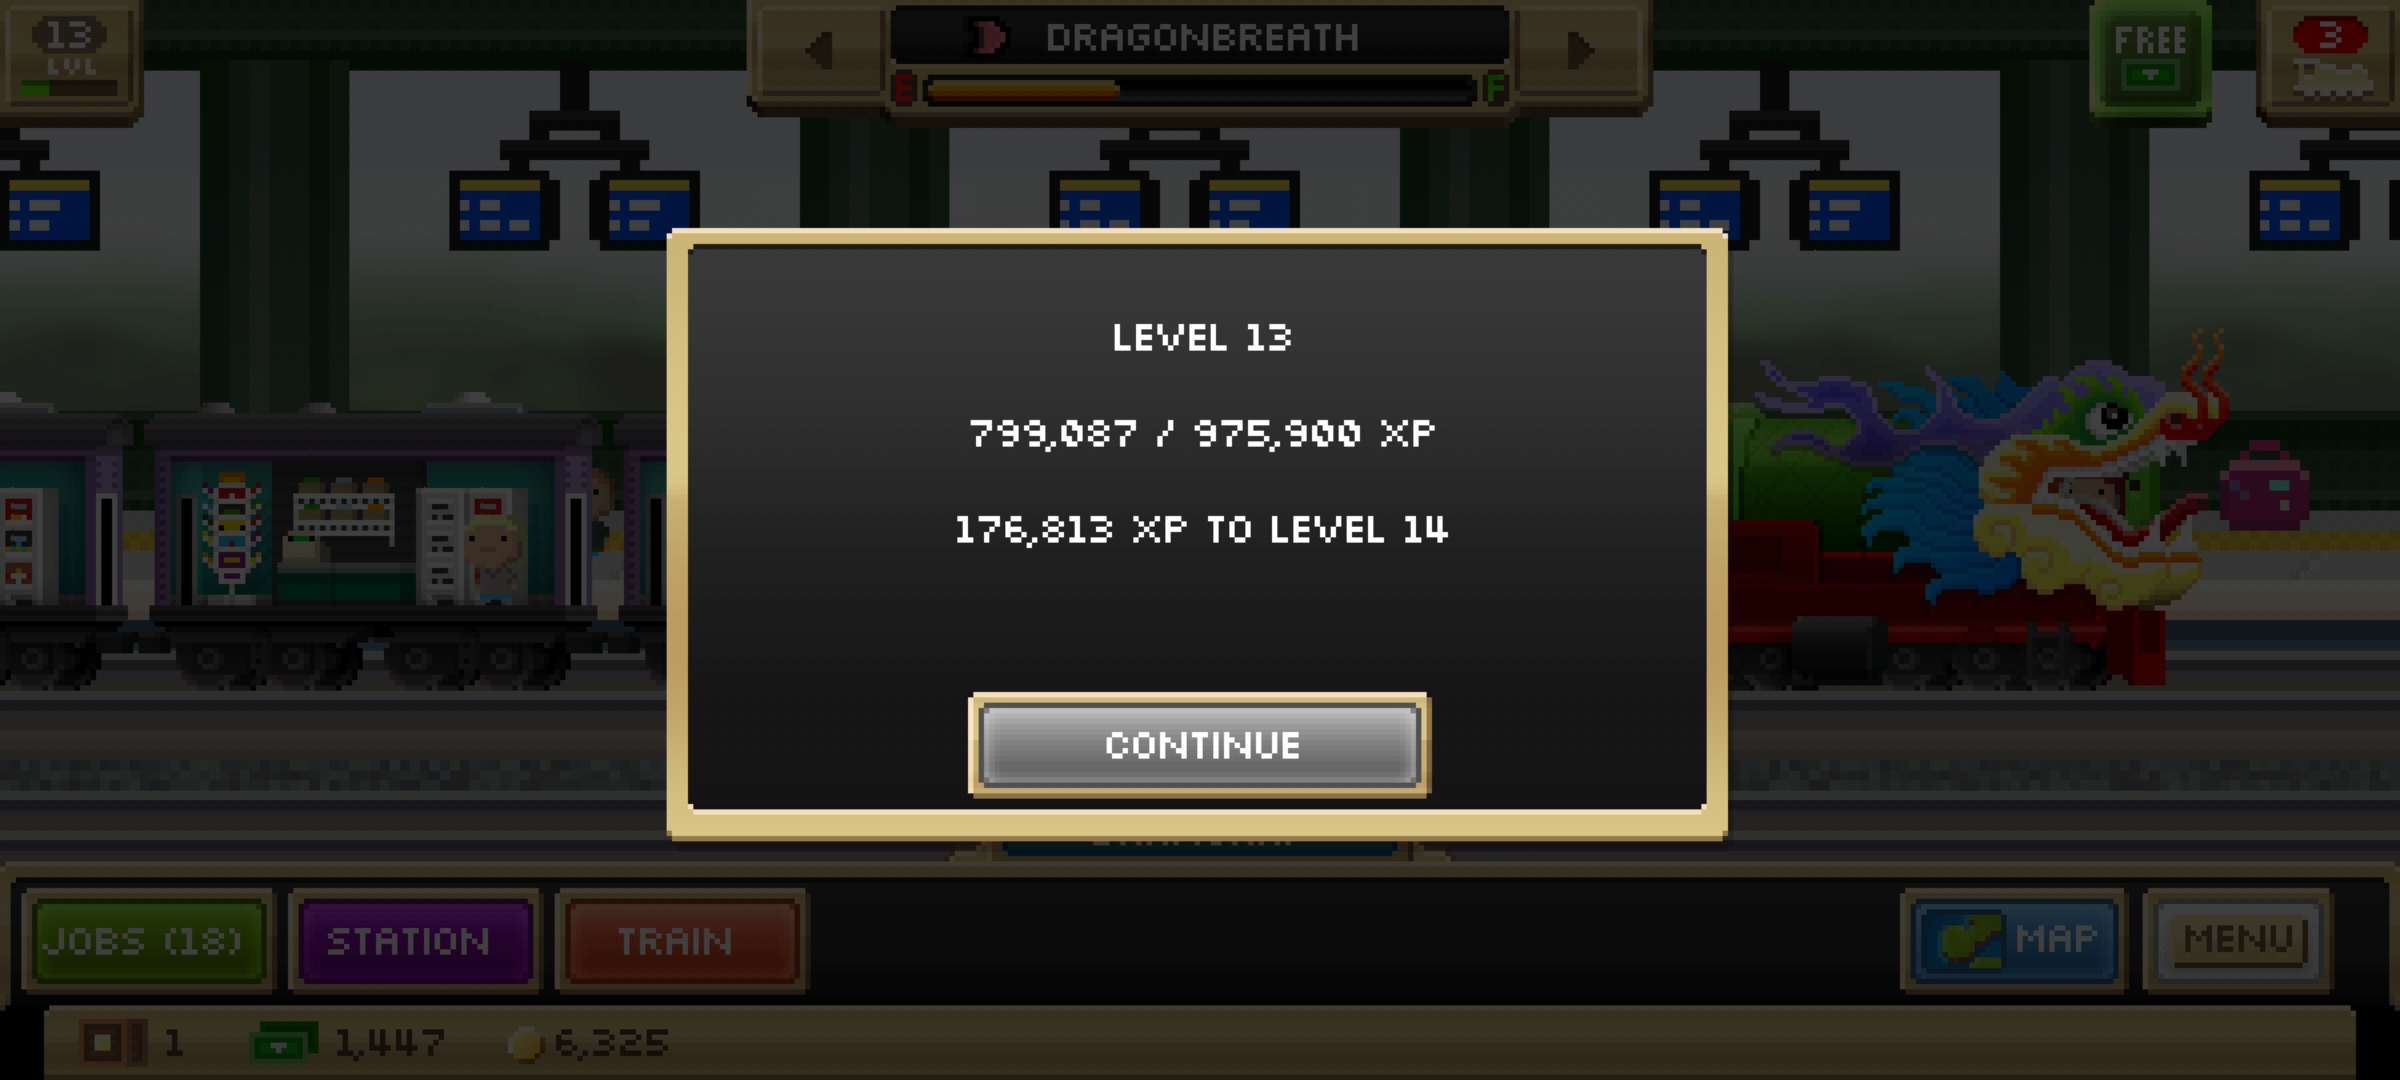 13
LVL
DRAGONBREATH
E
F
FREE
3
LEVEL 13
799,087 / 975,900 XP
176,813 XP TO LEVEL 14
CONTINUE
JOBS (18)
STATION
TRAIN
MAP
MENU
1
1,447
6,325